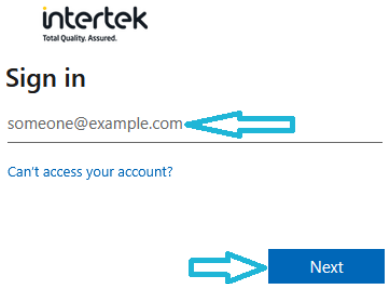 intertek
Total Quality. Assured.
Sign in
someone@example.com
Can't access your account?
Next